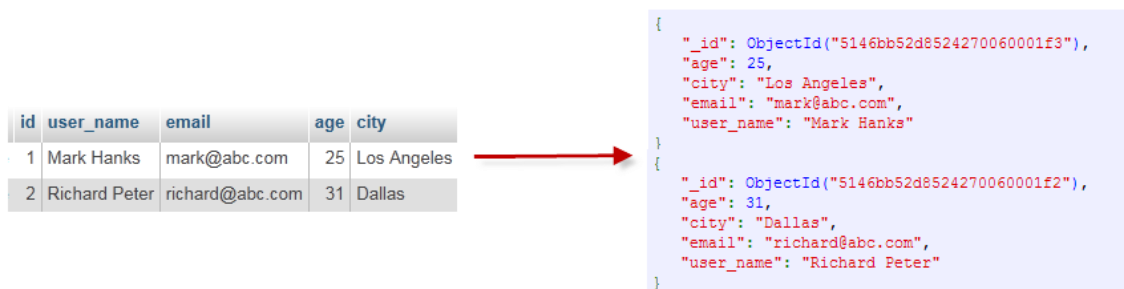 id user_name email age city
1 Mark Hanks mark@abc.com 25 Los Angeles
2 Richard Peter richard@abc.com 31 Dallas
{
"_id": ObjectId("5146bb52d8524270060001f3"),
"age": 25,
"city": "Los Angeles",
"email": "mark@abc.com",
"user_name": "Mark Hanks"
}
{
"_id": ObjectId("5146bb52d8524270060001f2"),
"age": 31,
"city": "Dallas",
"email": "richard@abc.com",
"user_name": "Richard Peter"
}